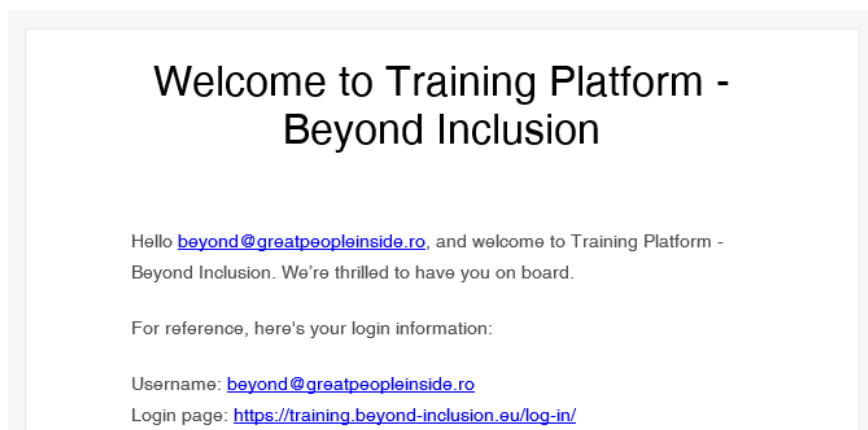 Welcome to Training Platform -
Beyond Inclusion
Hello beyond@greatpeopleinside.ro, and welcome to Training Platform -
Beyond Inclusion. We're thrilled to have you on board.
For reference, here's your login information:
Username: beyond@greatpeopleinside.ro
Login page: https://training.beyond-inclusion.eu/log-in/